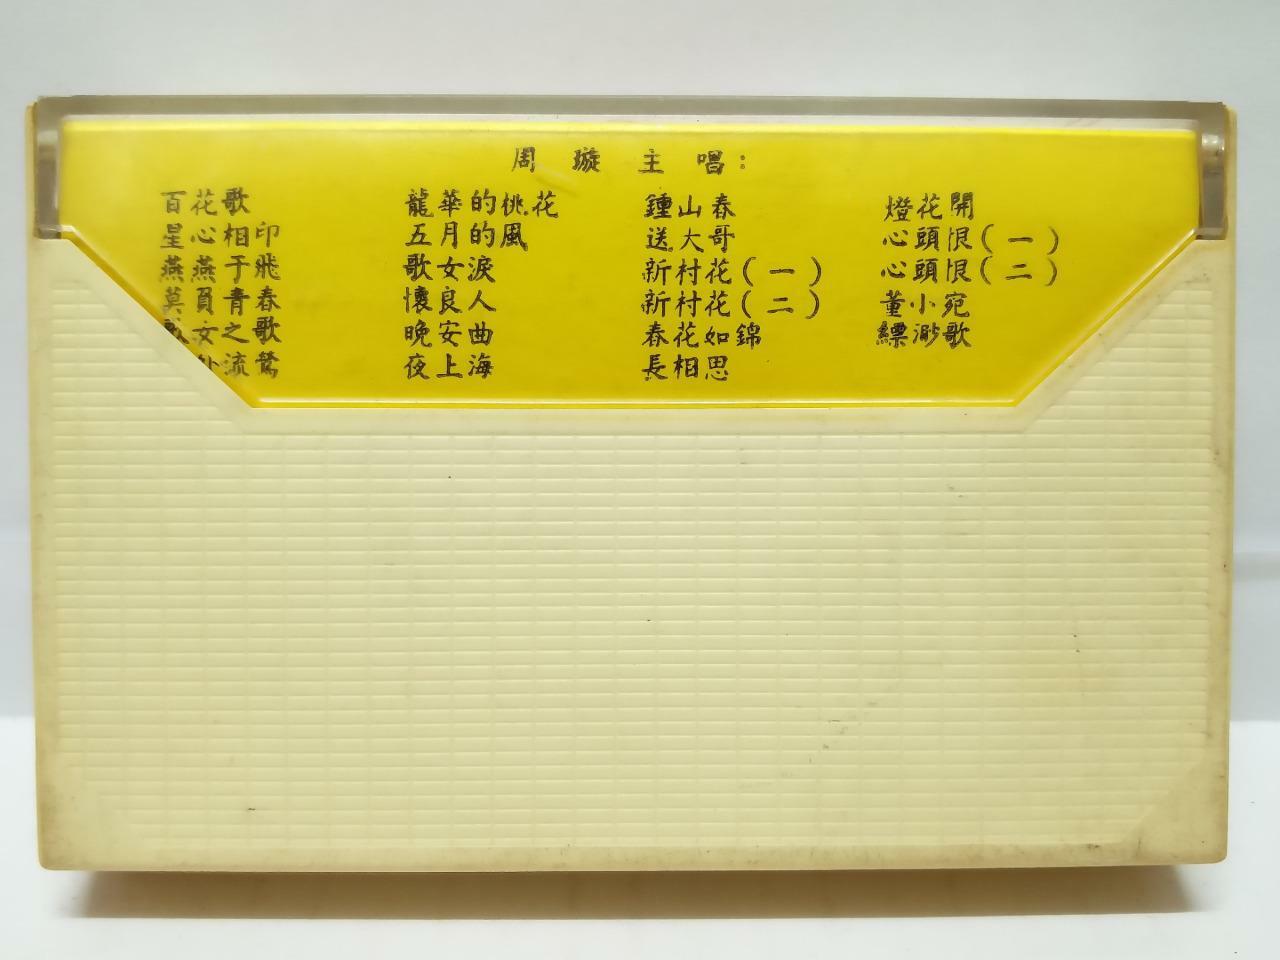 周璇主唱：
百花歌
星心相印
燕燕于飛
莫負青春
歌女之歌
外流鶯
龍華的桃花
五月的風
歌女淚
懷良人
晚安曲
夜上海
鍾山春
送大哥
新村花(一)
新村花(二)
春花如錦
長相思
燈花開
心頭恨(一)
心頭恨(二)
董小宛
縹渺歌